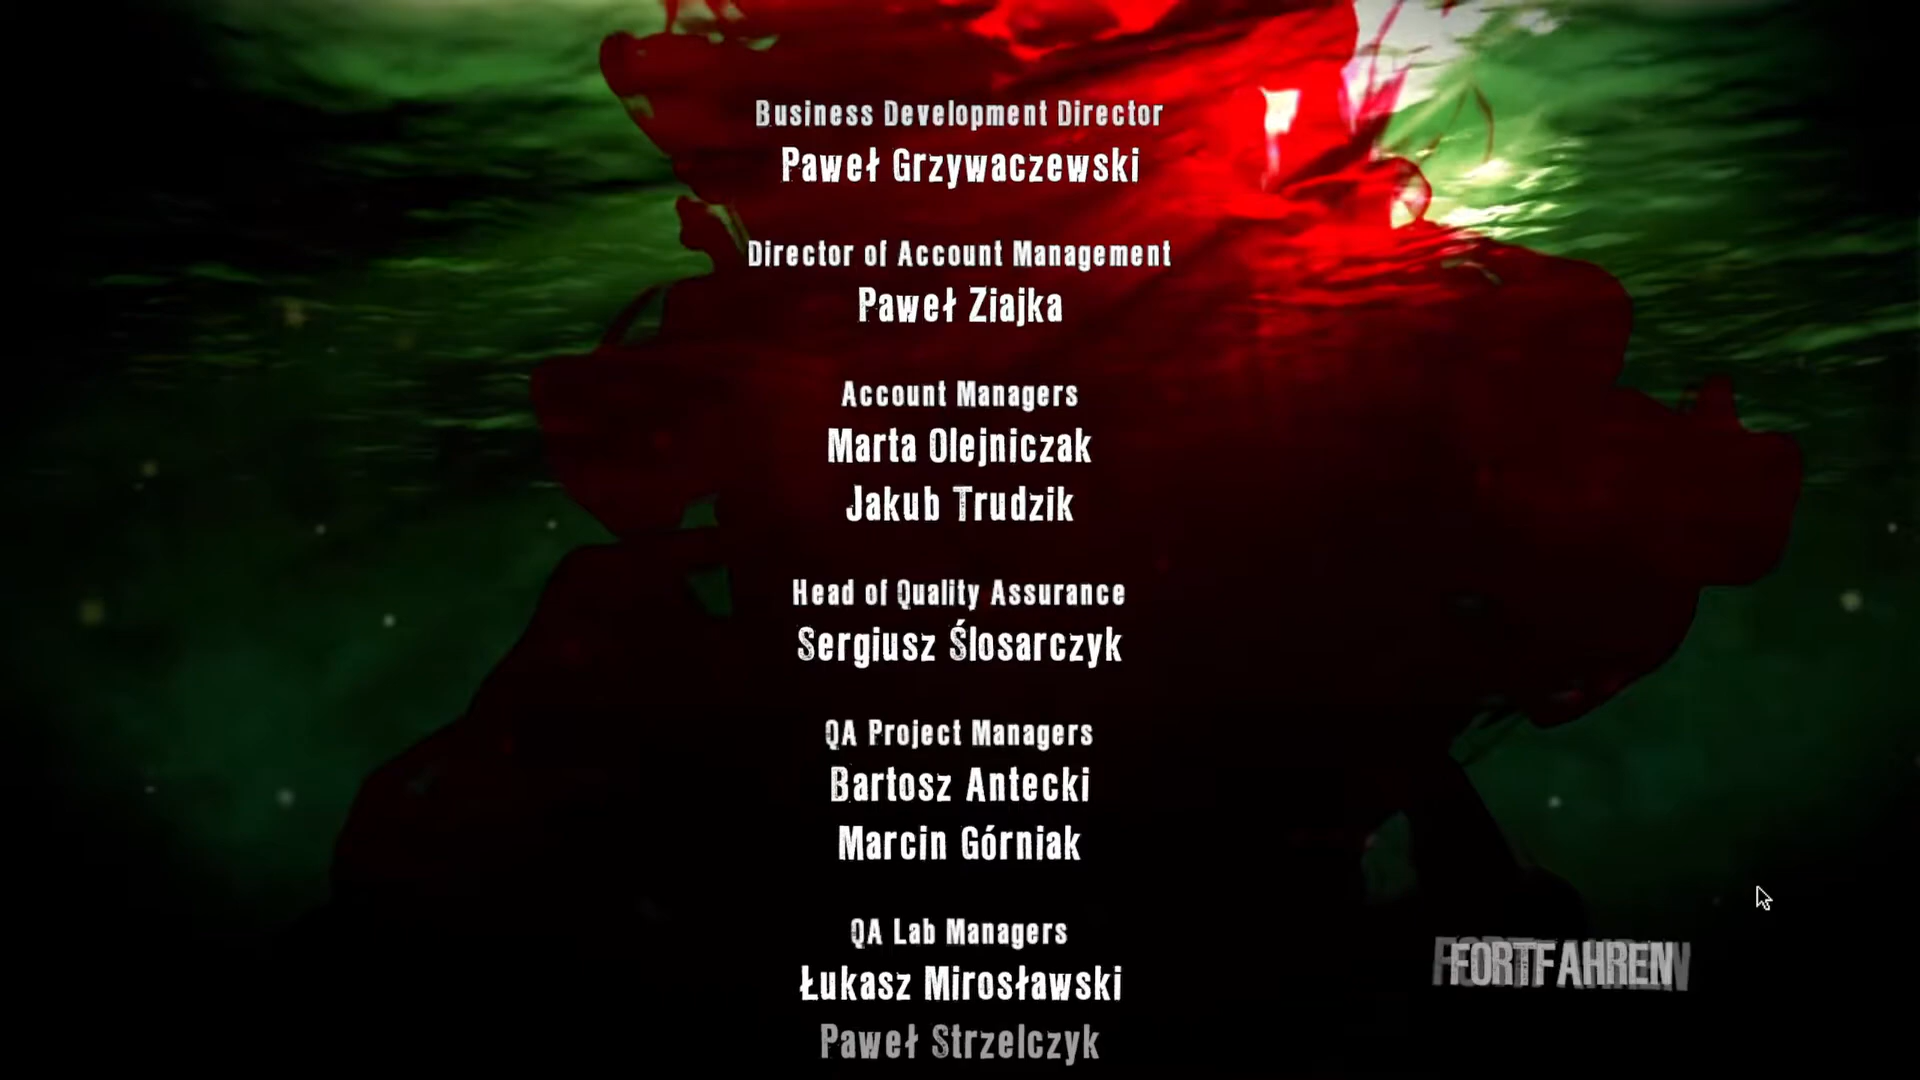 Business Development Director
Paweł Grzywaczewski
Director of Account Management
Paweł Ziajka
Account Managers
Marta Olejniczak
Jakub Trudzik
Head of Quality Assurance
Sergiusz Ślosarczyk
QA Project Managers
Bartosz Antecki
Marcin Górniak
QA Lab Managers
Łukasz Mirosławski
Paweł Strzelczyk
FORTFAHREN